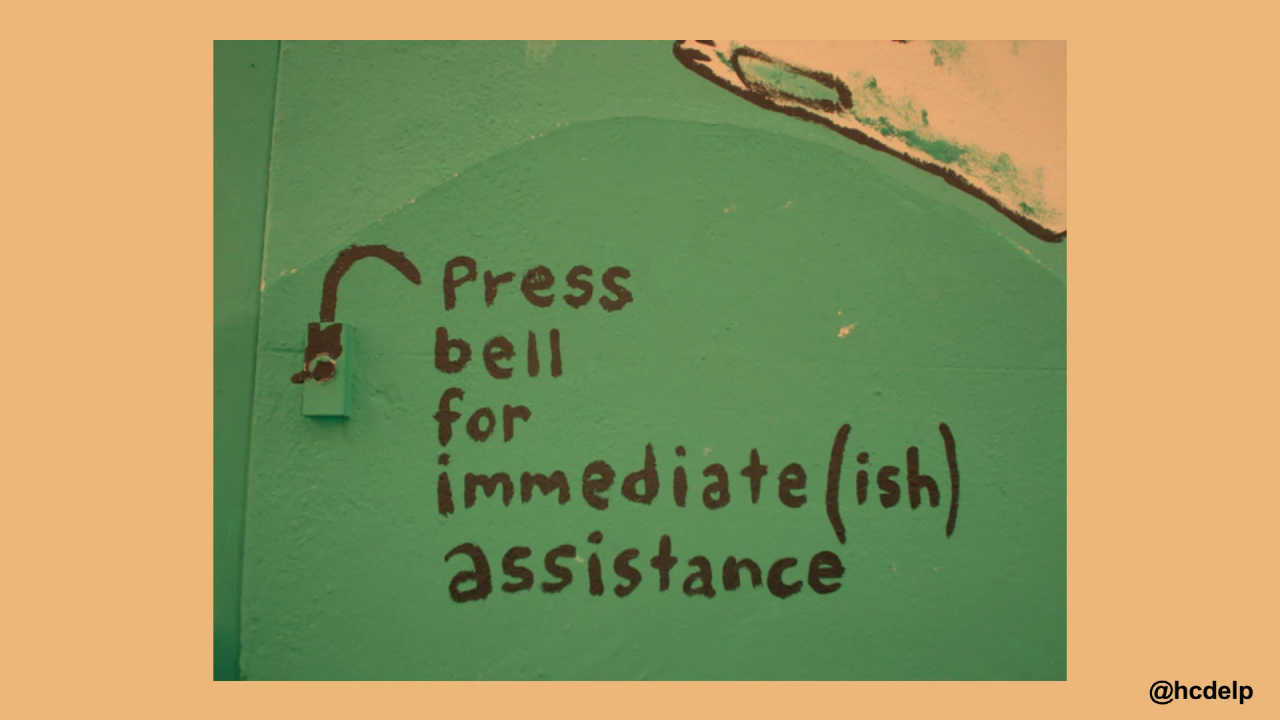 Press
bell
for
immediate(ish)
assistance
@hcdelp